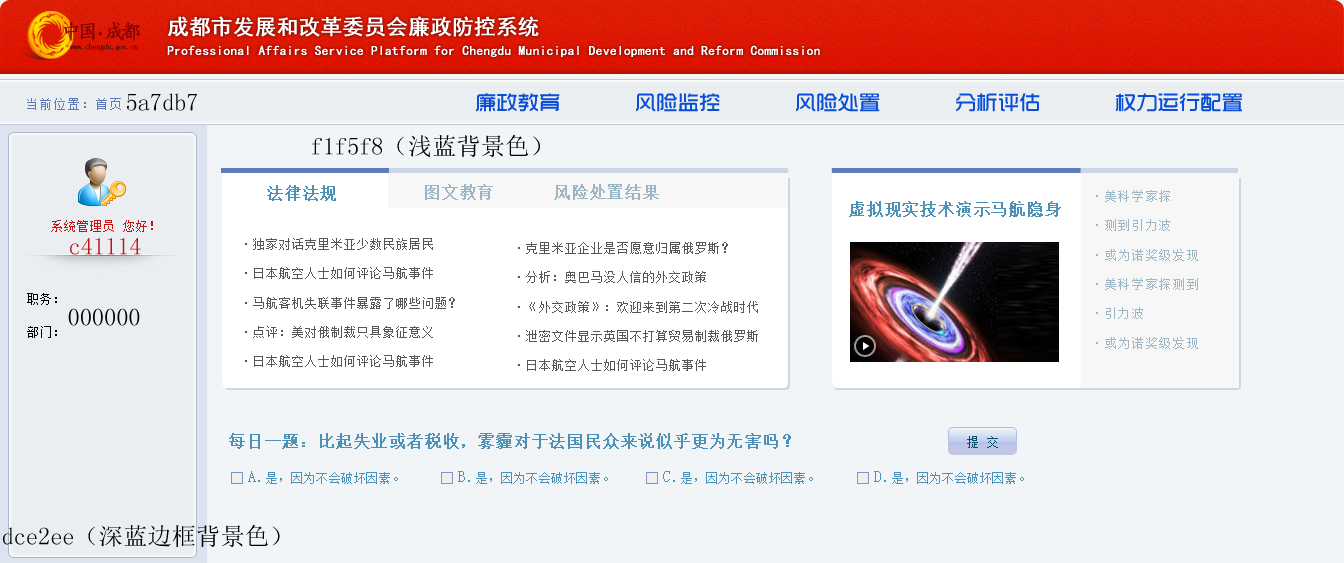 中国·成都
www.chengdu.gov.cn
成都市发展和改革委员会廉政防控系统
Professional Affairs Service Platform for Chengdu Municipal Development and Reform Commission
当前位置：首页 5a7db7
廉政教育 风险监控 风险处置 分析评估 权力运行配置
f1f5f8（浅蓝背景色）
系统管理员 您好！
c41114
职务：
000000
部门：
法律法规 图文教育 风险处置结果
·独家对话克里米亚少数民族居民
·日本航空人士如何评论马航事件
·马航客机失联事件暴露了哪些问题？
·点评：美对俄制裁只具象征意义
·日本航空人士如何评论马航事件
·克里米亚企业是否愿意归属俄罗斯？
·分析：奥巴马没人信的外交政策
·《外交政策》：欢迎来到第二次冷战时代
·泄密文件显示英国不打算贸易制裁俄罗斯
·日本航空人士如何评论马航事件
虚拟现实技术演示马航隐身
·美科学家探
·测到引力波
·或为诺奖级发现
·美科学家探测到
·引力波
·或为诺奖级发现
每日一题：比起失业或者税收，雾霾对于法国民众来说似乎更为无害吗？
提 交
A.是，因为不会破坏因素。 B.是，因为不会破坏因素。 C.是，因为不会破坏因素。 D.是，因为不会破坏因素。
dce2ee（深蓝边框背景色）